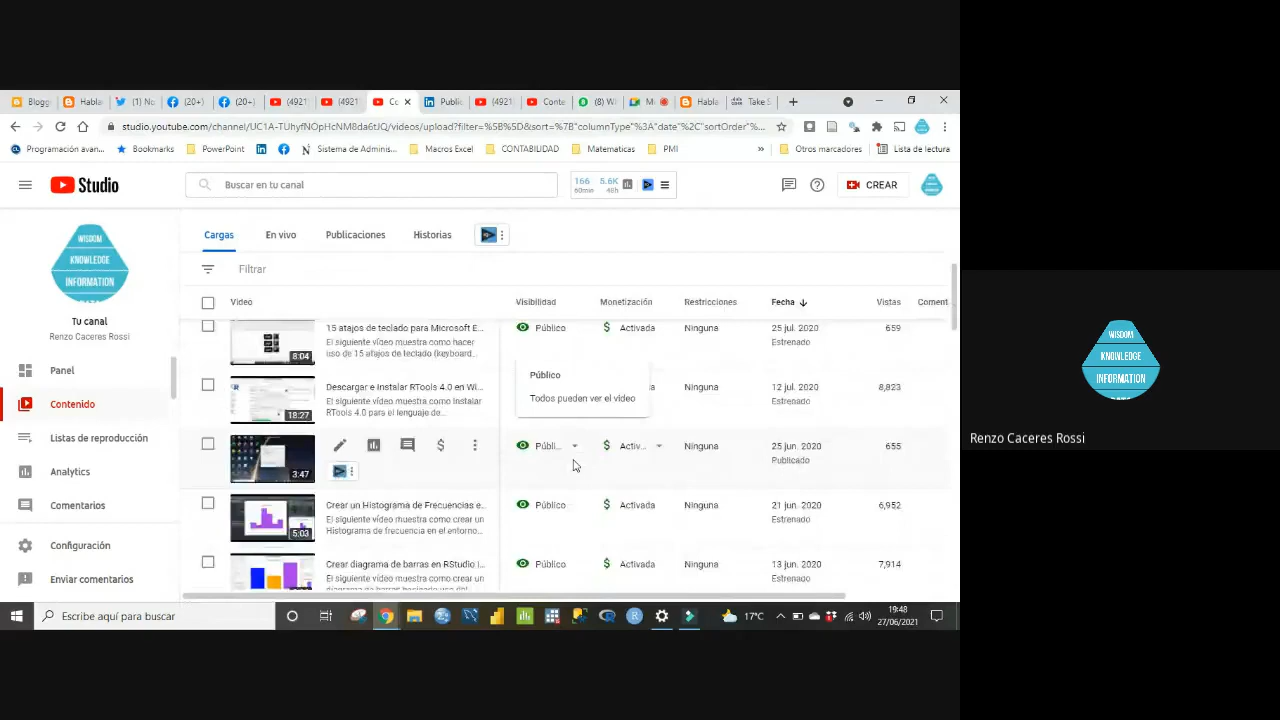 Blogg
Habla
(1) No
(20+)
(20+)
(4921
(4921
Co
Public
(4921
Conte
(8) W
M
Habla
Take S
studio.youtube.com/channel/UC1A-TUhyfNOpHcNM8da6tJQ/videos/upload?filter=%5B%5D&sort=%7B"columnType"%3A"date"%2C"sortOrder"%...
Programación avan...
Bookmarks
PowerPoint
Sistema de Adminis...
Macros Excel
CONTABILIDAD
Matematicas
PMI
»
Otros marcadores
Lista de lectura
Studio
Buscar en tu canal
166
60min
5.6K
48h
CREAR
WISDOM
KNOWLEDGE
INFORMATION
Tu canal
Renzo Caceres Rossi
Panel
Contenido
Listas de reproducción
Analytics
Comentarios
Configuración
Enviar comentarios
Cargas
En vivo
Publicaciones
Historias
Filtrar
Video
Visibilidad
Monetización
Restricciones
Fecha
Vistas
Coment
8:04
15 atajos de teclado para Microsoft E...
El siguiente vídeo muestra como hacer
uso de 15 atajos de teclado (keyboard
Público
Activada
Ninguna
25 jul. 2020
Estrenado
659
18:27
Descargar e Instalar RTools 4.0 en Wi...
El siguiente vídeo muestra como Instalar
RTools 4.0 para el lenguaje de...
Público
Todos pueden ver el video
a
Ninguna
12 jul. 2020
Estrenado
8,823
3:47
Públi...
Activ...
Ninguna
25 jun. 2020
Publicado
655
5:03
Crear un Histograma de Frecuencias e...
El siguiente vídeo muestra como crear un
Histograma de frecuencia en el entorno...
Público
Activada
Ninguna
21 jun. 2020
Estrenado
6,952
Crear diagrama de barras en RStudio |...
El siguiente vídeo muestra como crear un
Público
Activada
Ninguna
13 jun. 2020
Estrenado
7,914
Escribe aquí para buscar
17°C
19:48
27/06/2021
WISDOM
KNOWLEDGE
INFORMATION
Renzo Caceres Rossi